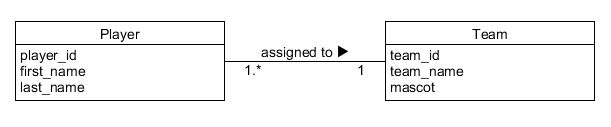 Player
player_id
first_name
last_name
assigned to ▶
1.*
1
Team
team_id
team_name
mascot